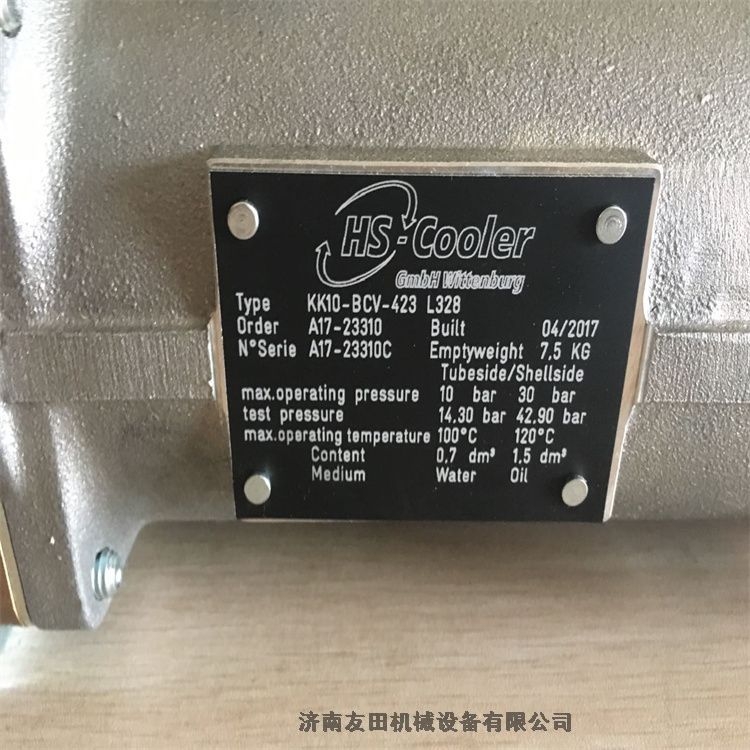 HS-Cooler
GmbH Wittenburg
Type KK10-BCV-423 L328
Order A17-23310 Built 04/2017
N°Serie A17-23310C Emptyweight 7.5 KG
Tubeside/Shellside
max.operating pressure 10 bar 30 bar
test pressure 14,30 bar 42,90 bar
max.operating temperature 100°C 120°C
Content 0,7 dm³ 1.5 dm³
Medium Water Oil
济南友田机械设备有限公司